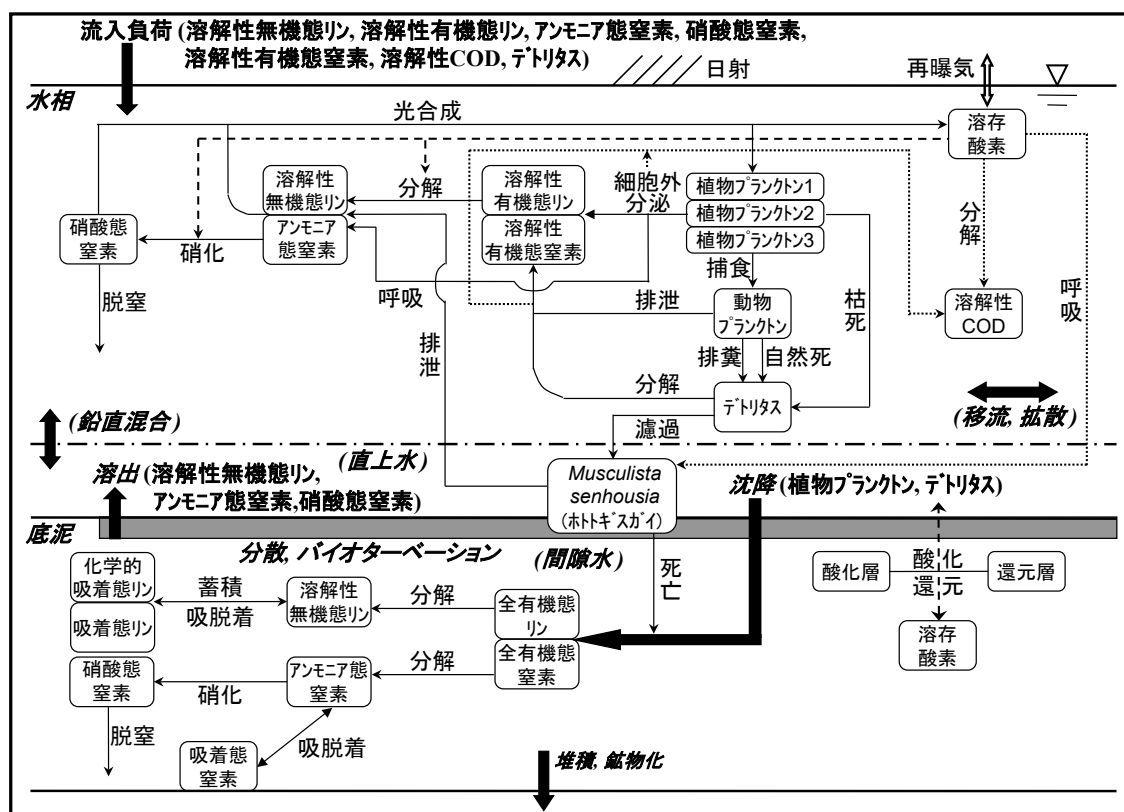 流入負荷 (溶解性無機態リン, 溶解性有機態リン, アンモニア態窒素, 硝酸態窒素,
溶解性有機態窒素, 溶解性COD, デトリタス)
日射
再曝気
水相
光合成
溶存
酸素
溶解性
無機態リン
アンモニア
態窒素
分解
溶解性
有機態リン
溶解性
有機態窒素
細胞外
分泌
植物プランクトン1
植物プランクトン2
植物プランクトン3
硝酸態
窒素
硝化
分解
捕食
呼吸
脱窒
呼吸
排泄
動物
プランクトン
枯死
溶解性
COD
排泄
排糞
自然死
分解
デトリタス
(移流, 拡散)
(鉛直混合)
濾過
(直上水)
溶出 (溶解性無機態リン,
アンモニア態窒素,硝酸態窒素)
Musculista
senhousia
(ホトトギスガイ)
沈降 (植物プランクトン, デトリタス)
底泥
分散, バイオターベーション
(間隙水)
死亡
化学的
吸着態リン
吸着態リン
蓄積
吸脱着
溶解性
無機態リン
分解
全有機態
リン
全有機態
窒素
酸化層
酸化
還元
還元層
溶存
酸素
硝酸態
窒素
硝化
アンモニア態
窒素
分解
脱窒
吸着態
窒素
吸脱着
堆積, 鉱物化